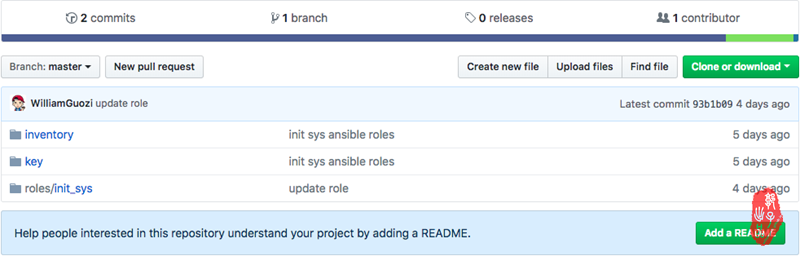 2 commits 1 branch 0 releases 1 contributor
Branch: master New pull request Create new file Upload files Find file Clone or download
WilliamGuozi update role Latest commit 93b1b09 4 days ago
inventory init sys ansible roles 5 days ago
key init sys ansible roles 5 days ago
roles/init_sys update role 4 days ago
Help people interested in this repository understand your project by adding a README. Add a README